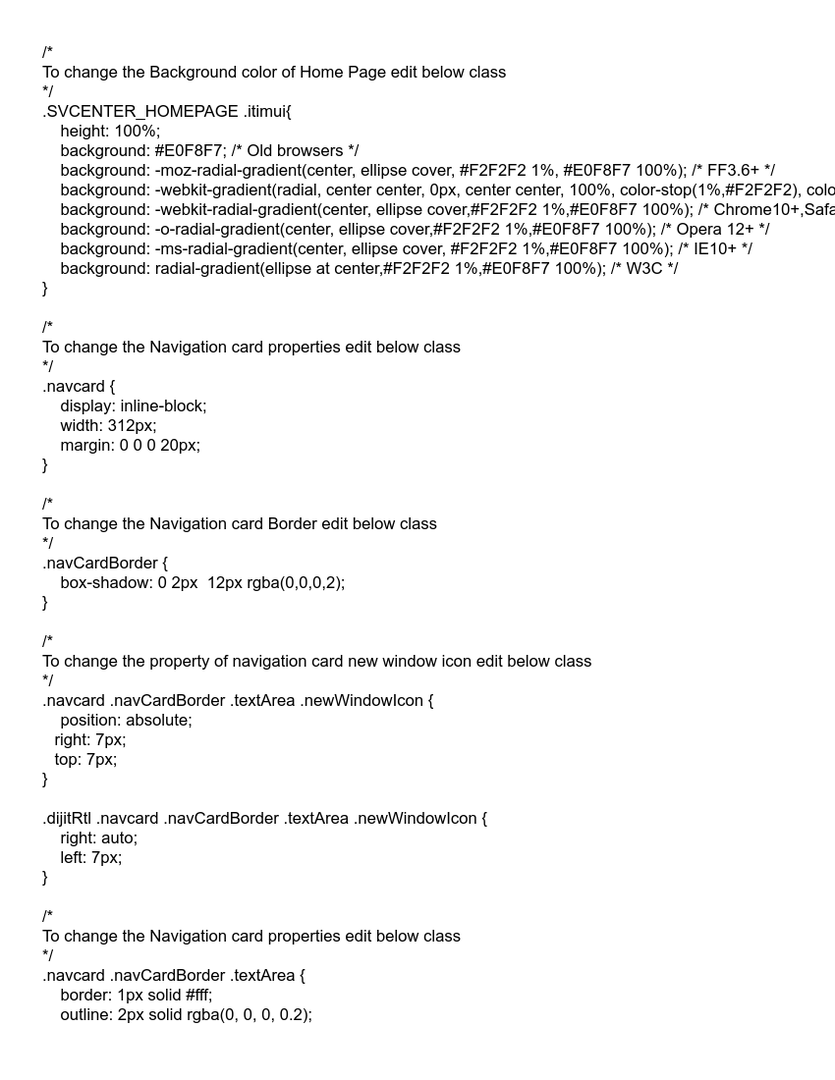 /*
To change the Background color of Home Page edit below class
*/
.SVCENTER_HOMEPAGE .itimui{
    height: 100%;
    background: #E0F8F7; /* Old browsers */
    background: -moz-radial-gradient(center, ellipse cover, #F2F2F2 1%, #E0F8F7 100%); /* FF3.6+ */
    background: -webkit-gradient(radial, center center, 0px, center center, 100%, color-stop(1%,#F2F2F2), colo
    background: -webkit-radial-gradient(center, ellipse cover,#F2F2F2 1%,#E0F8F7 100%); /* Chrome10+,Safa
    background: -o-radial-gradient(center, ellipse cover,#F2F2F2 1%,#E0F8F7 100%); /* Opera 12+ */
    background: -ms-radial-gradient(center, ellipse cover, #F2F2F2 1%,#E0F8F7 100%); /* IE10+ */
    background: radial-gradient(ellipse at center,#F2F2F2 1%,#E0F8F7 100%); /* W3C */
}

/*
To change the Navigation card properties edit below class
*/
.navcard {
    display: inline-block;
    width: 312px;
    margin: 0 0 0 20px;
}

/*
To change the Navigation card Border edit below class
*/
.navCardBorder {
    box-shadow: 0 2px  12px rgba(0,0,0,2);
}

/*
To change the property of navigation card new window icon edit below class
*/
.navcard .navCardBorder .textArea .newWindowIcon {
    position: absolute;
   right: 7px;
   top: 7px;
}

.dijitRtl .navcard .navCardBorder .textArea .newWindowIcon {
    right: auto;
    left: 7px;
}

/*
To change the Navigation card properties edit below class
*/
.navcard .navCardBorder .textArea {
    border: 1px solid #fff;
    outline: 2px solid rgba(0, 0, 0, 0.2);